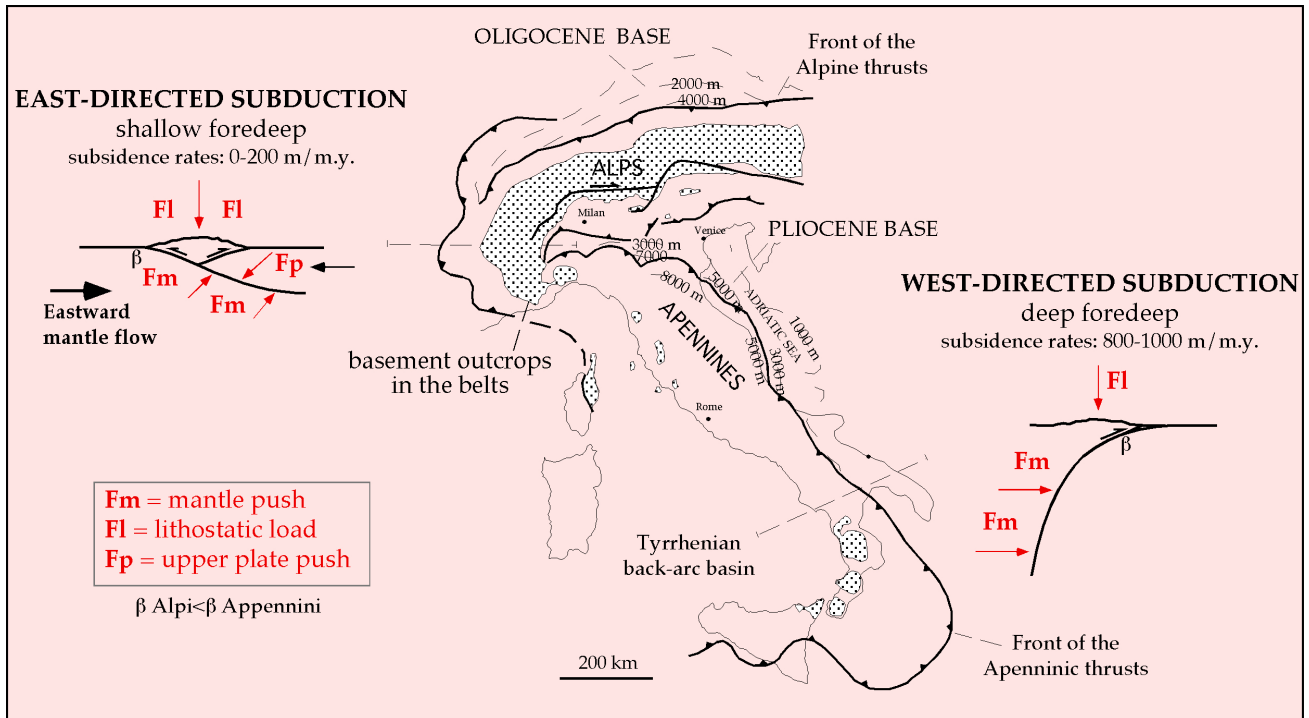 OLIGOCENE BASE
Front of the
Alpine thrusts
2000 m
4000 m
EAST-DIRECTED SUBDUCTION
shallow foredeep
subsidence rates: 0-200 m/m.y.
Fl Fl
β
Fm
Fp
Fm
Eastward
mantle flow
ALPS
Milan
Venice
PLIOCENE BASE
3000 m
7000
8000 m
5000 m
ADRIATIC SEA
1000 m
3000 m
5000 m
APENNINES
Rome
basement outcrops
in the belts
WEST-DIRECTED SUBDUCTION
deep foredeep
subsidence rates: 800-1000 m/m.y.
Fl
β
Fm
Fm
Fm = mantle push
Fl = lithostatic load
Fp = upper plate push
β Alpi<β Appennini
Tyrrhenian
back-arc basin
200 km
Front of the
Apenninic thrusts